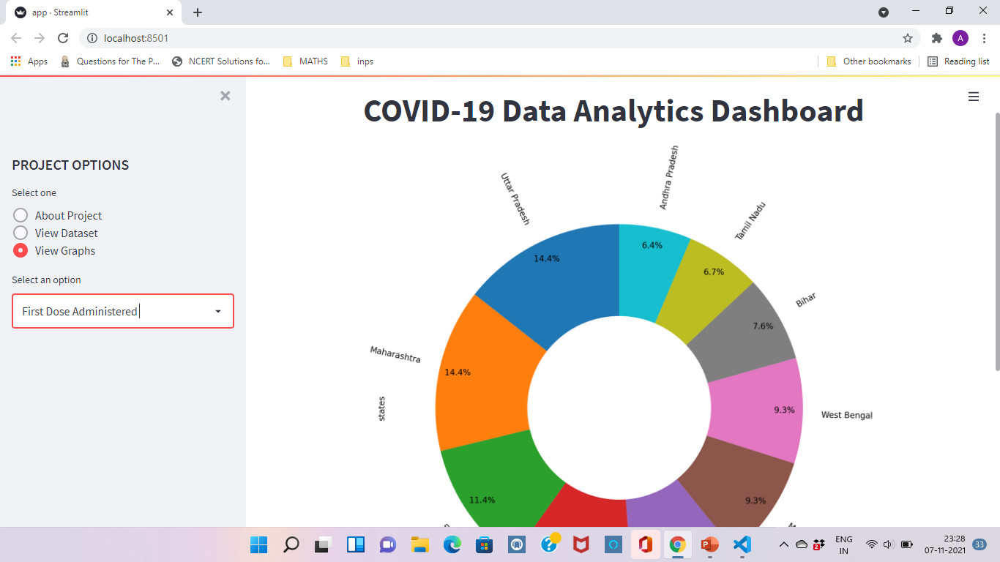 app · Streamlit
localhost:8501
Apps
Questions for The P...
NCERT Solutions fo...
MATHS
inps
Other bookmarks
Reading list
A
COVID-19 Data Analytics Dashboard
PROJECT OPTIONS
Select one
About Project
View Dataset
View Graphs
Select an option
First Dose Administered
Uttar Pradesh
Andhra Pradesh
Tamil Nadu
Bihar
West Bengal
Maharashtra
states
14.4%
6.4%
6.7%
7.6%
9.3%
14.4%
11.4%
9.3%
ENG
IN
23:28
07-11-2021
33
2